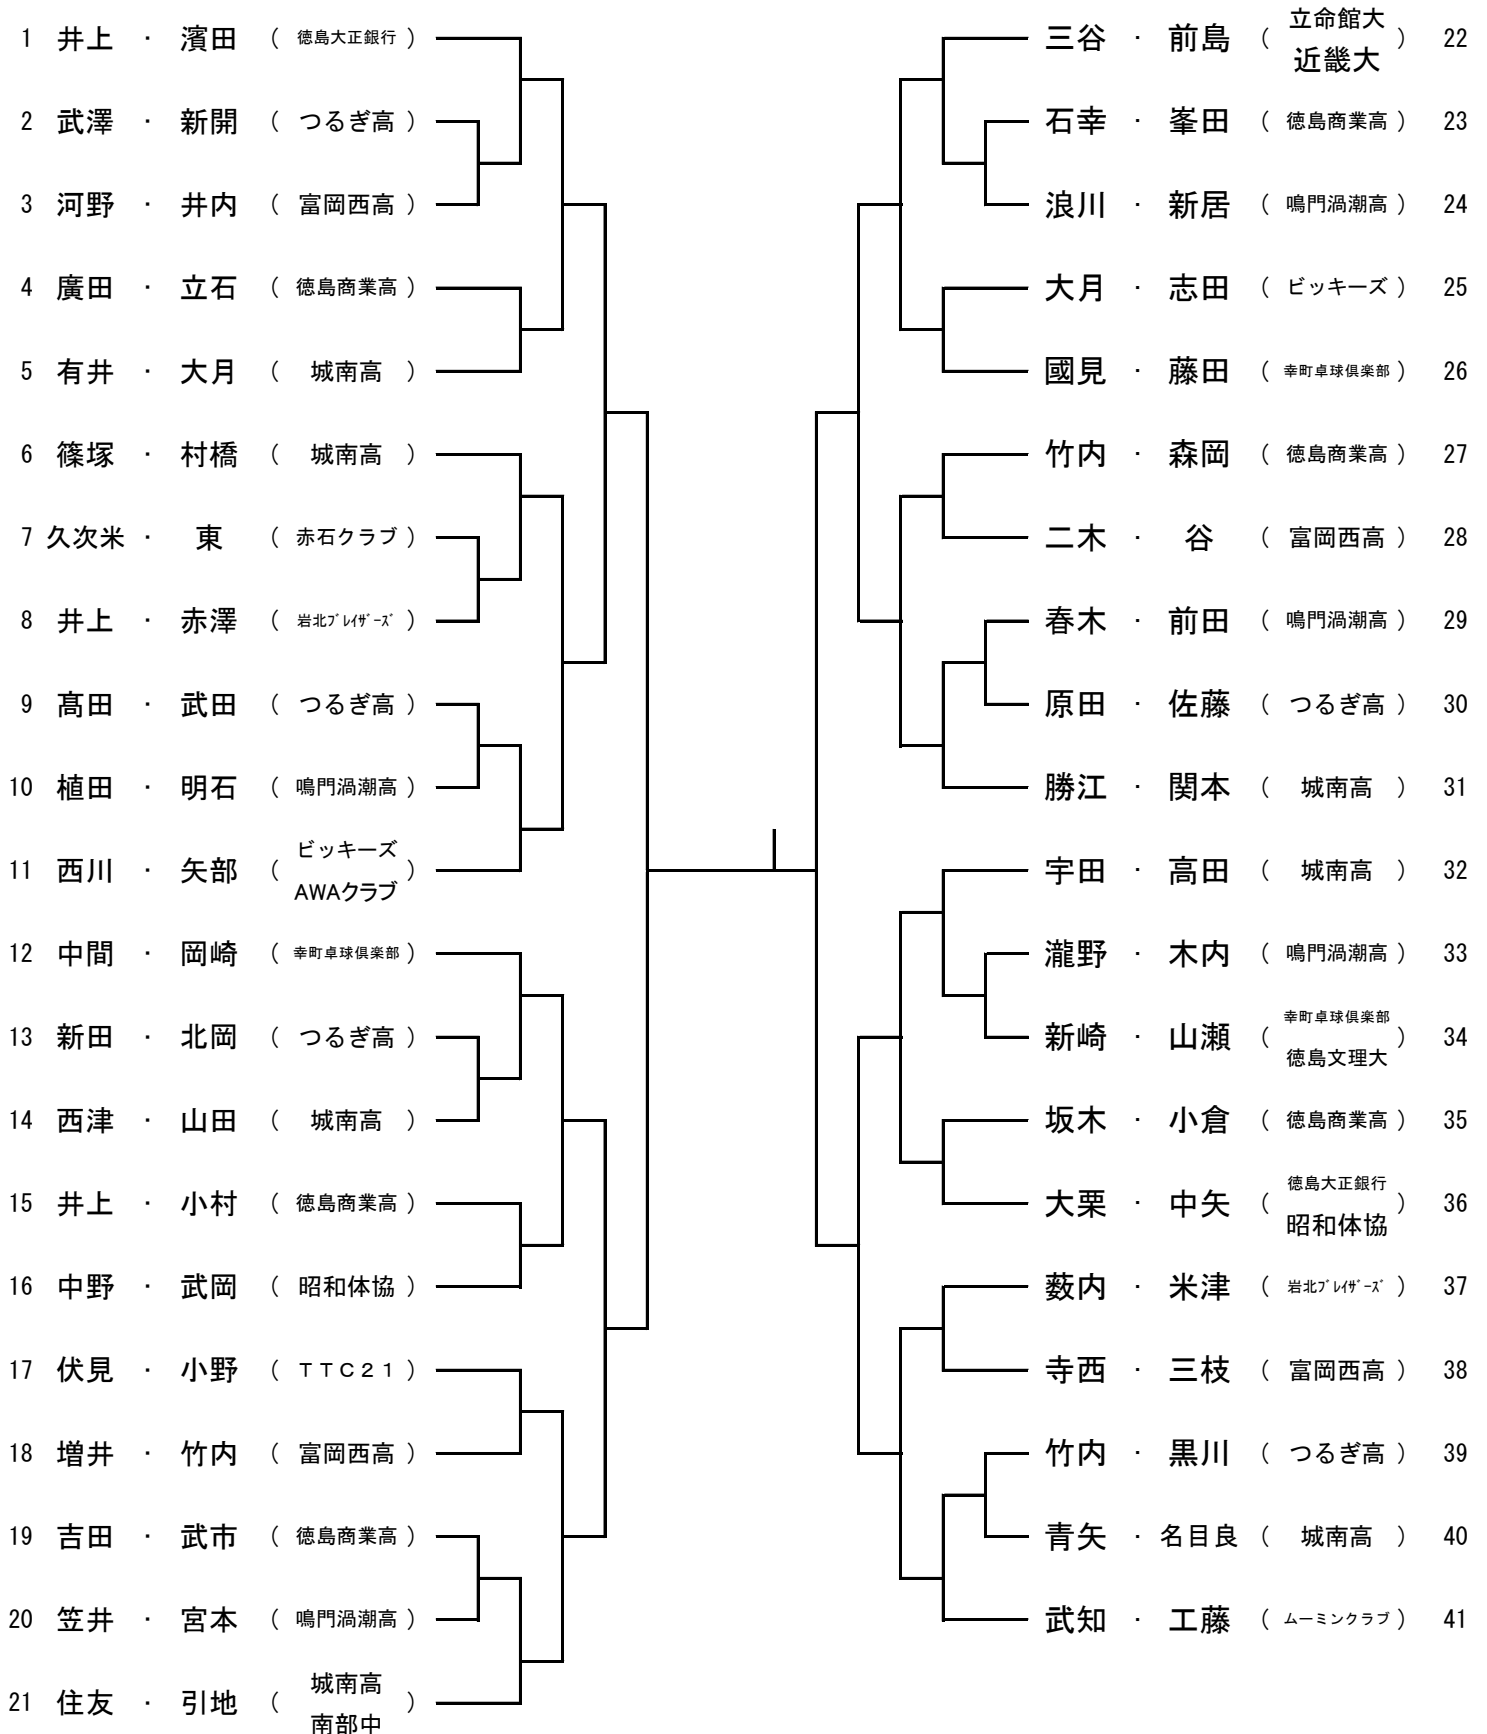 1 井上 ・ 濱田 ( 徳島大正銀行 )
2 武澤 ・ 新開 ( つるぎ高 )
3 河野 ・ 井内 ( 富岡西高 )
4 廣田 ・ 立石 ( 徳島商業高 )
5 有井 ・ 大月 ( 城南高 )
6 篠塚 ・ 村橋 ( 城南高 )
7 久次米 ・ 東 ( 赤石クラブ )
8 井上 ・ 赤澤 ( 岩北ﾌﾞﾚｲｻﾞｰｽﾞ )
9 髙田 ・ 武田 ( つるぎ高 )
10 植田 ・ 明石 ( 鳴門渦潮高 )
11 西川 ・ 矢部 ( ビッキーズ
AWAクラブ )
12 中間 ・ 岡崎 ( 幸町卓球倶楽部 )
13 新田 ・ 北岡 ( つるぎ高 )
14 西津 ・ 山田 ( 城南高 )
15 井上 ・ 小村 ( 徳島商業高 )
16 中野 ・ 武岡 ( 昭和体協 )
17 伏見 ・ 小野 ( ＴＴＣ２１ )
18 増井 ・ 竹内 ( 富岡西高 )
19 吉田 ・ 武市 ( 徳島商業高 )
20 笠井 ・ 宮本 ( 鳴門渦潮高 )
21 住友 ・ 引地 ( 城南高
南部中 )
三谷 ・ 前島 ( 立命館大
近畿大 ) 22
石幸 ・ 峯田 ( 徳島商業高 ) 23
浪川 ・ 新居 ( 鳴門渦潮高 ) 24
大月 ・ 志田 ( ビッキーズ ) 25
國見 ・ 藤田 ( 幸町卓球倶楽部 ) 26
竹内 ・ 森岡 ( 徳島商業高 ) 27
二木 ・ 谷 ( 富岡西高 ) 28
春木 ・ 前田 ( 鳴門渦潮高 ) 29
原田 ・ 佐藤 ( つるぎ高 ) 30
勝江 ・ 関本 ( 城南高 ) 31
宇田 ・ 高田 ( 城南高 ) 32
瀧野 ・ 木内 ( 鳴門渦潮高 ) 33
新崎 ・ 山瀬 ( 幸町卓球倶楽部
徳島文理大 ) 34
坂木 ・ 小倉 ( 徳島商業高 ) 35
大栗 ・ 中矢 ( 徳島大正銀行
昭和体協 ) 36
薮内 ・ 米津 ( 岩北ﾌﾞﾚｲｻﾞｰｽﾞ ) 37
寺西 ・ 三枝 ( 富岡西高 ) 38
竹内 ・ 黒川 ( つるぎ高 ) 39
青矢 ・ 名目良 ( 城南高 ) 40
武知 ・ 工藤 ( ムーミンクラブ ) 41